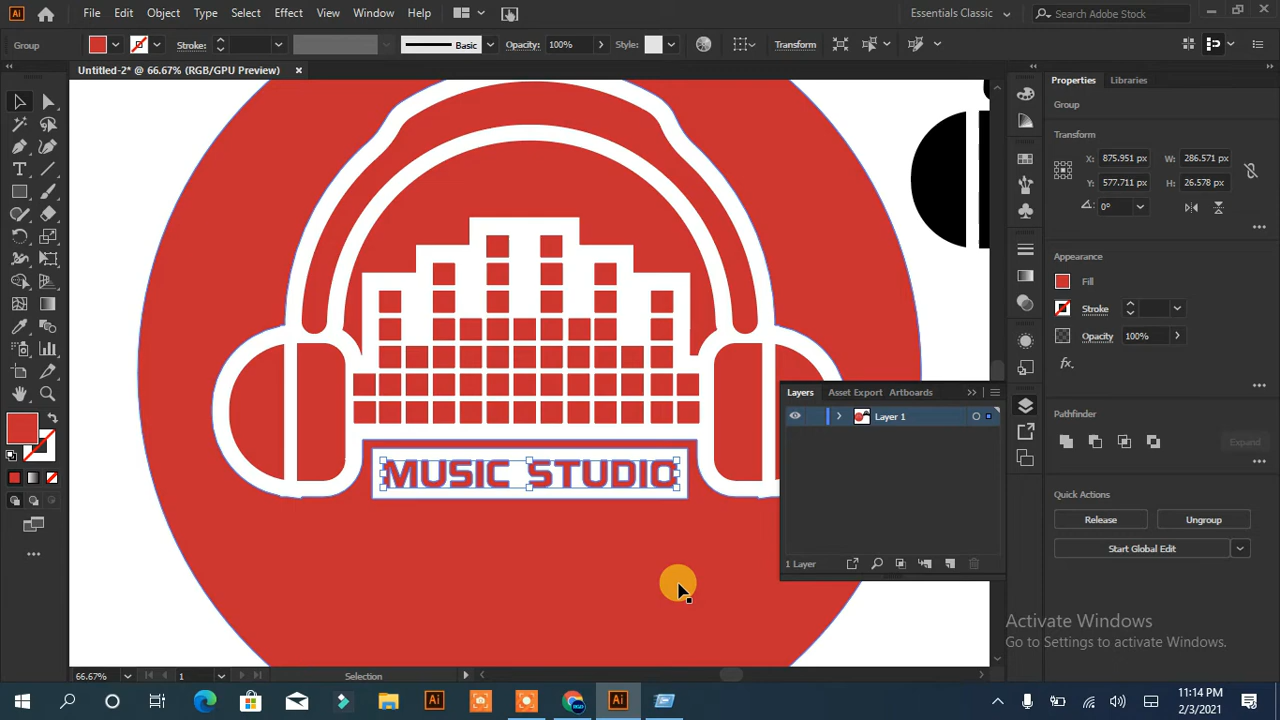 Ai
File
Edit
Object
Type
Select
Effect
View
Window
Help
Essentials Classic
Search Adobe Stock
Group
Stroke:
Basic
Opacity:
100%
Style:
Transform
Untitled-2* @ 66.67% (RGB/GPU Preview)
Properties
Libraries
Group
Transform
X:
875.951 px
W:
286.571 px
Y:
577.711 px
H:
26.578 px
0°
Appearance
Fill
Stroke
Opacity
100%
fx.
Layers
Asset Export
Artboards
Layer 1
1 Layer
MUSIC STUDIO
Pathfinder
Expand
Quick Actions
Release
Ungroup
Start Global Edit
Activate Windows
Go to Settings to activate Windows.
66.67%
1
Selection
Ai
Ai
11:14 PM
2/3/2021